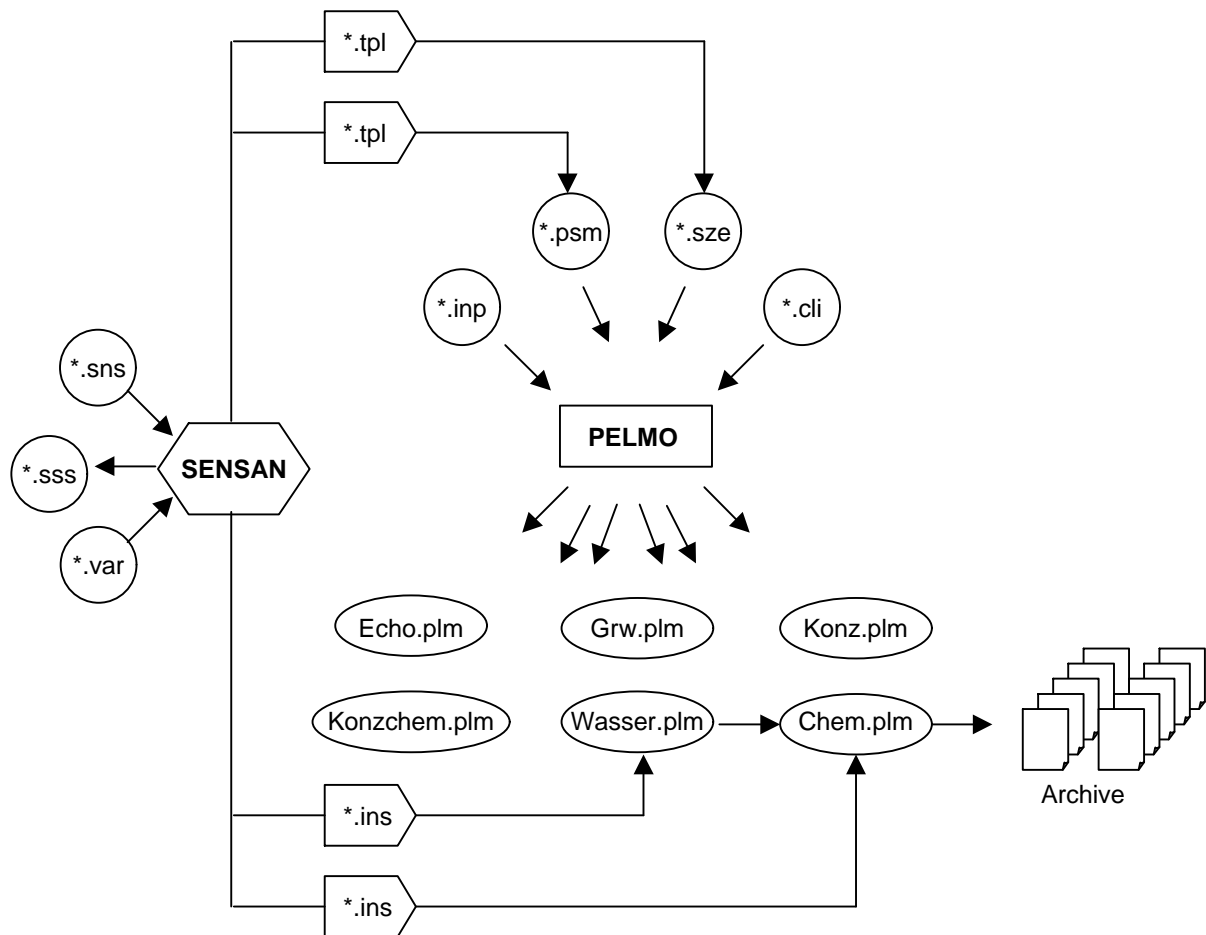 *.tpl
*.tpl
*.psm
*.sze
*.inp
*.cli
*.sns
PELMO
*.sss
SENSAN
*.var
Echo.plm
Grw.plm
Konz.plm
Konzchem.plm
Wasser.plm
Chem.plm
Archive
*.ins
*.ins